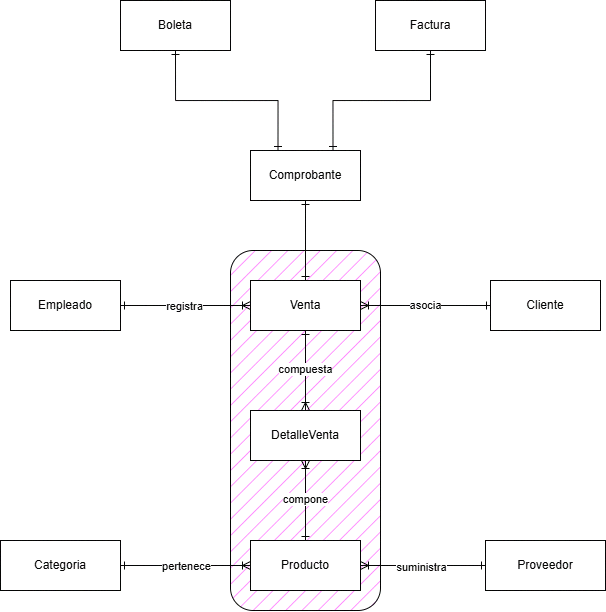 Boleta
Factura
Comprobante
Empleado
registra
Venta
asocia
Cliente
compuesta
DetalleVenta
compone
Categoria
pertenece
Producto
suministra
Proveedor